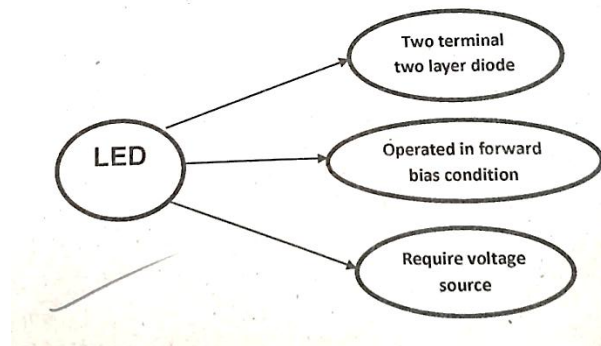 Two terminal
two layer diode
LED
Operated in forward
bias condition
Require voltage
source